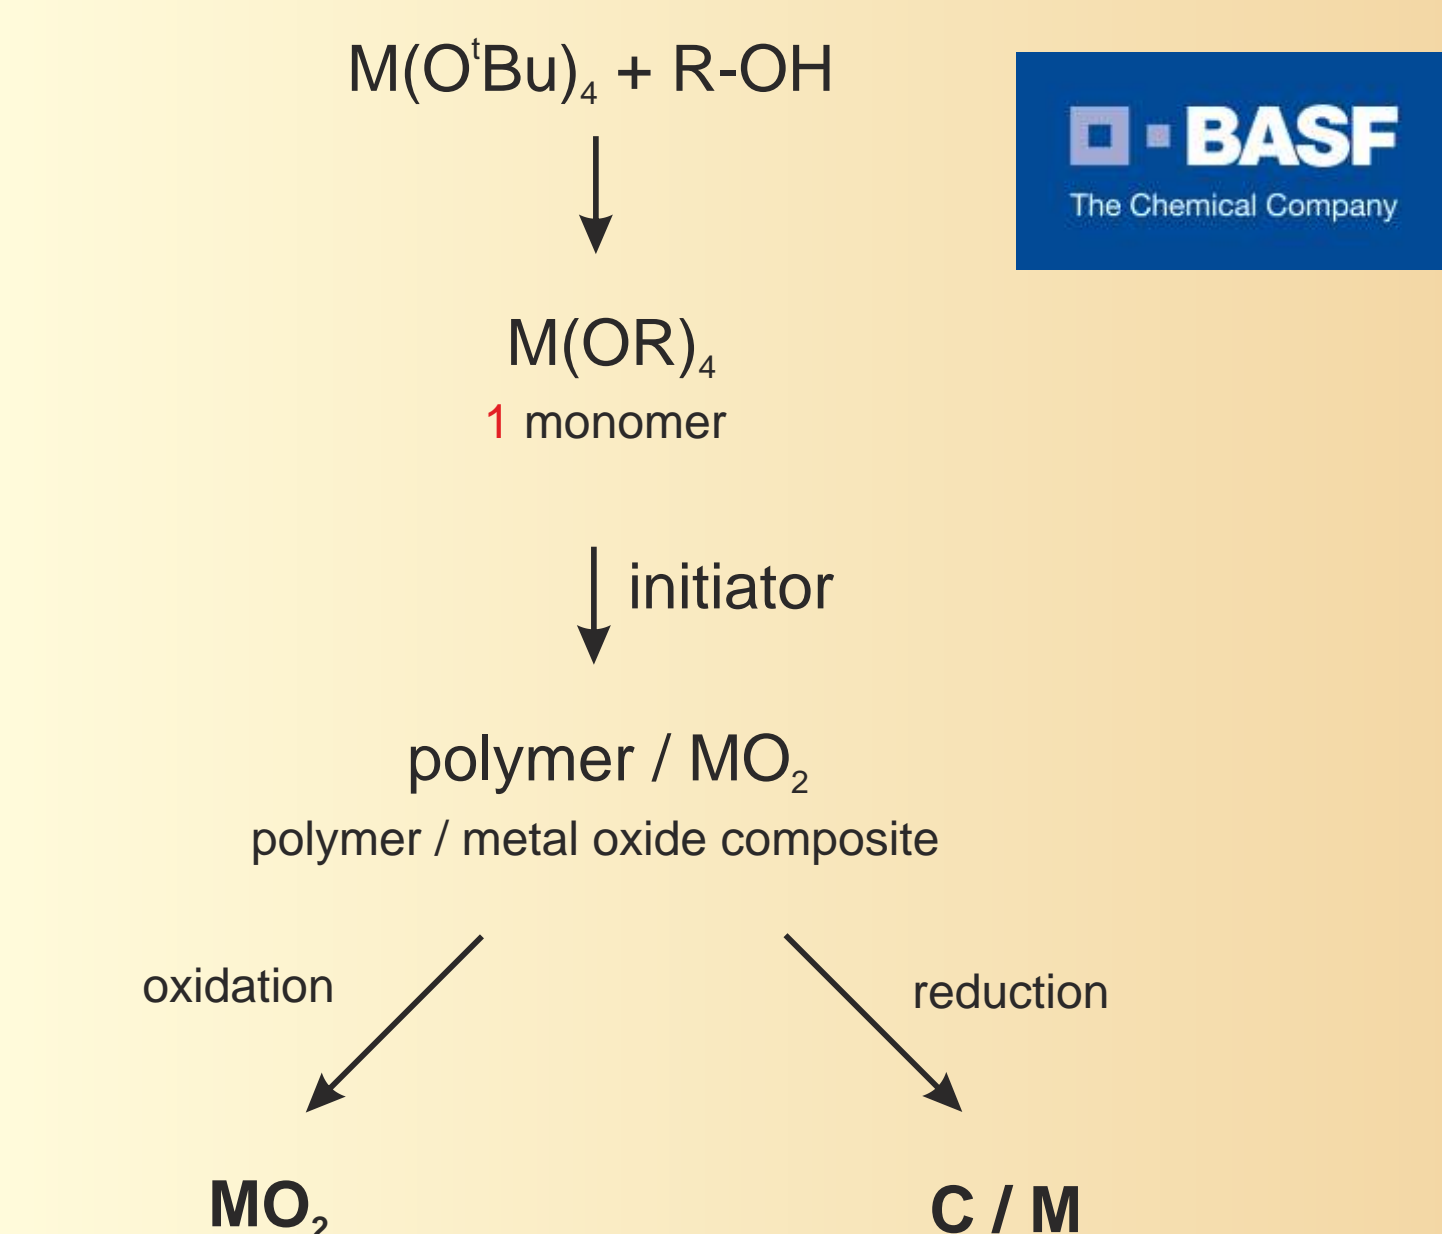 M(OᵗBu)₄ + R-OH
BASF
The Chemical Company
M(OR)₄
1 monomer
initiator
polymer / MO₂
polymer / metal oxide composite
oxidation
reduction
MO₂
C / M